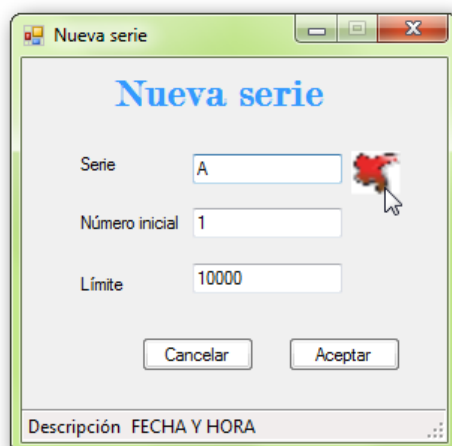 Nueva serie
Nueva serie
Serie A
Número inicial 1
Límite 10000
Cancelar Aceptar
Descripción FECHA Y HORA